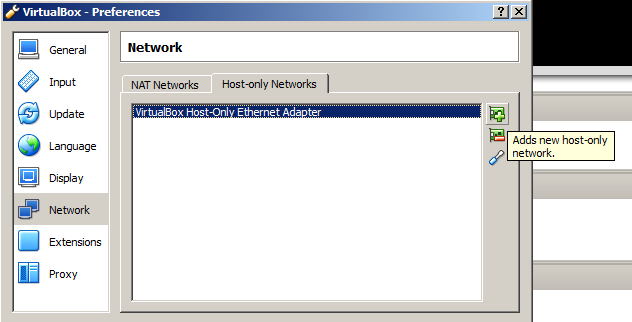 VirtualBox - Preferences
General
Input
Update
Language
Display
Network
Extensions
Proxy
Network
NAT Networks
Host-only Networks
VirtualBox Host-Only Ethernet Adapter
Adds new host-only
network.